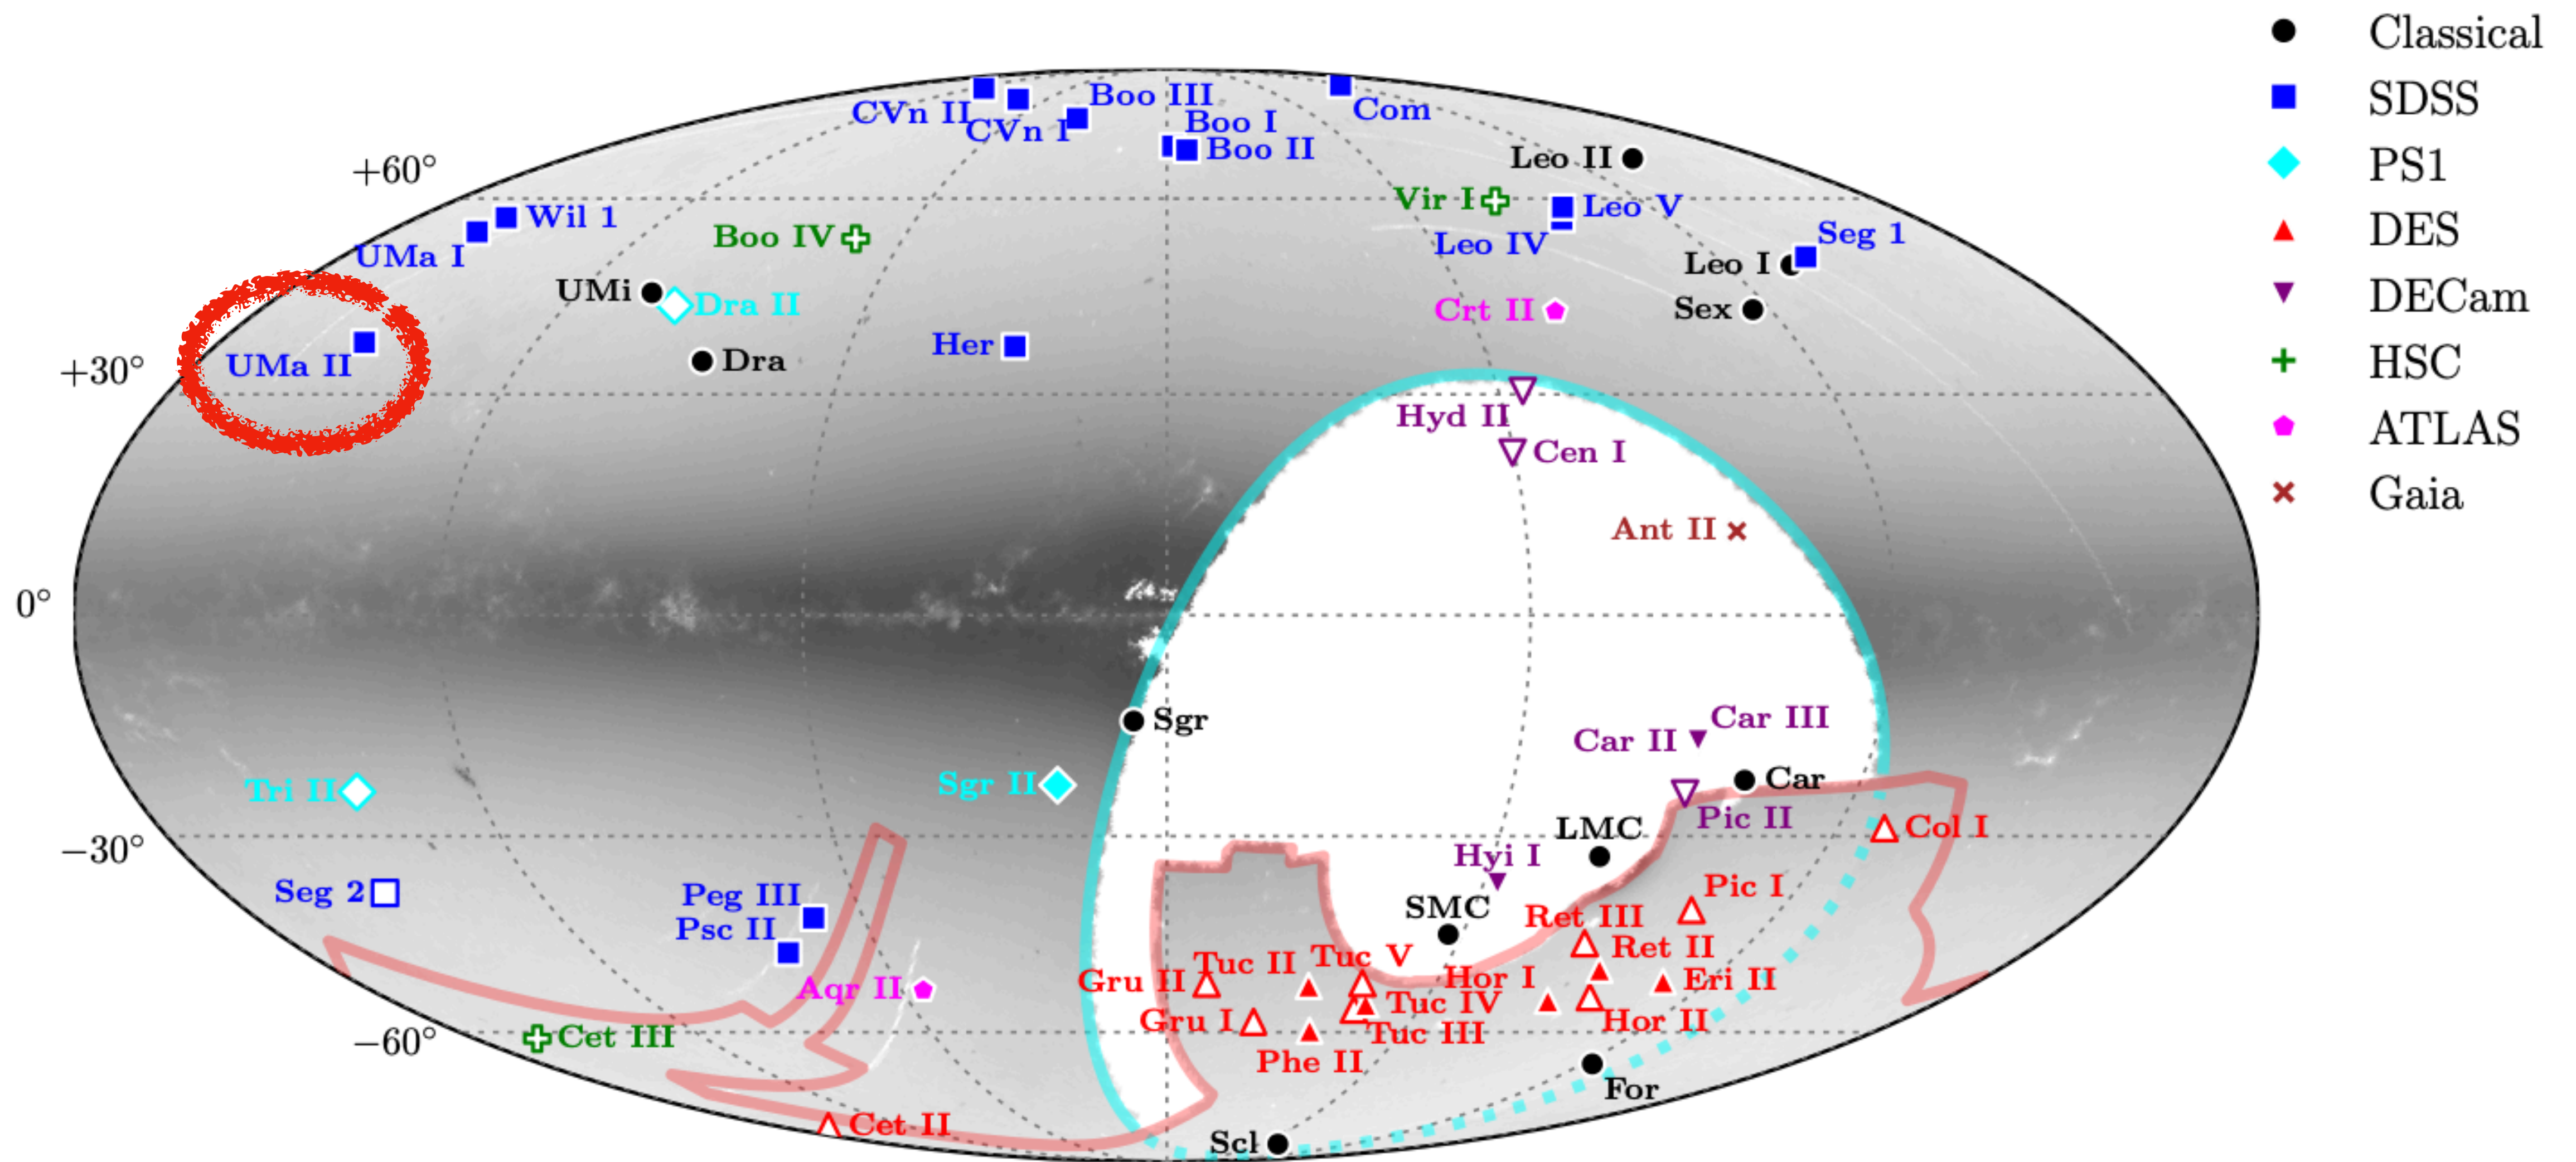 Classical
SDSS
PS1
DES
DECam
HSC
ATLAS
Gaia
+60°
+30°
0°
−30°
−60°
CVn II
CVn I
Boo III
Boo I
Boo II
Com
Leo II
Wil 1
UMa I
Boo IV
Vir I
Leo V
Leo IV
Seg 1
Leo I
UMi
Dra II
Crt II
Sex
UMa II
Dra
Her
Hyd II
Cen I
Ant II
Sgr
Car III
Car II
Tri II
Sgr II
Car
Pic II
LMC
Col I
Hyi I
Seg 2
Peg III
Psc II
Pic I
SMC
Ret III
Ret II
Tuc II
Tuc V
Gru II
Hor I
Eri II
Aqr II
Tuc IV
Gru I
Hor II
Tuc III
Cet III
Phe II
For
Cet II
Scl